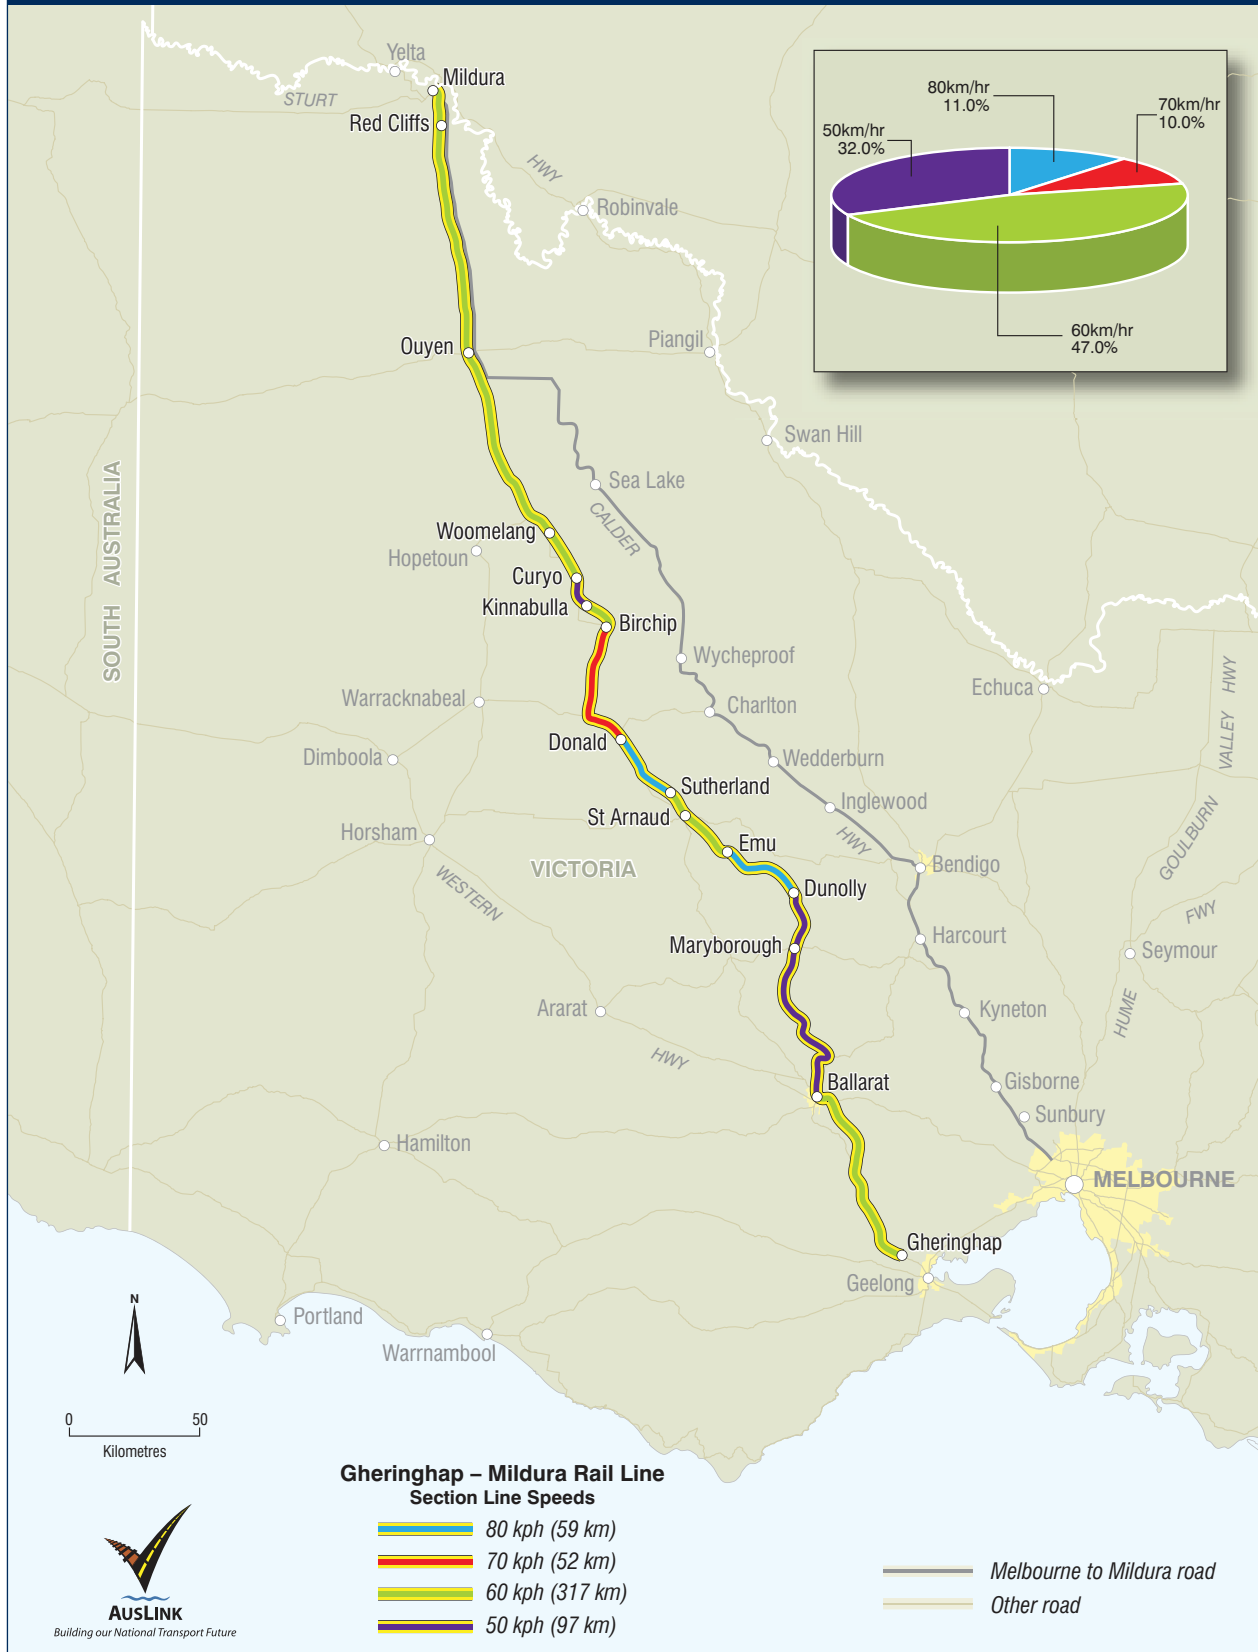 Yelta
Mildura
STURT
Red Cliffs
HWY
Robinvale
80km/hr
11.0%
70km/hr
10.0%
50km/hr
32.0%
60km/hr
47.0%
Ouyen
Piangil
Swan Hill
Sea Lake
CALDER
Woomelang
Hopetoun
Curyo
Kinnabulla
Birchip
SOUTH AUSTRALIA
Wycheproof
Echuca
Warracknabeal
Charlton
VALLEY HWY
Donald
Dimboola
Wedderburn
Sutherland
Inglewood
St Arnaud
Horsham
HWY
Emu
GOULBURN
VICTORIA
Bendigo
WESTERN
Dunolly
FWY
Maryborough
Harcourt
Seymour
Ararat
Kyneton
HUME
HWY
Ballarat
Gisborne
Sunbury
Hamilton
MELBOURNE
Gheringhap
Geelong
N
Portland
Warrnambool
0 50
Kilometres
Gheringhap – Mildura Rail Line
Section Line Speeds
80 kph (59 km)
70 kph (52 km)
60 kph (317 km)
50 kph (97 km)
Melbourne to Mildura road
Other road
AUSLINK
Building our National Transport Future